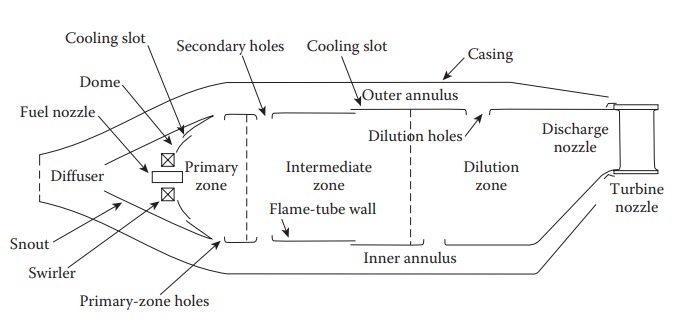 Cooling slot
Secondary holes
Cooling slot
Casing
Dome
Outer annulus
Fuel nozzle
Dilution holes
Discharge
nozzle
Diffuser
Primary
zone
Intermediate
zone
Dilution
zone
Turbine
nozzle
Flame-tube wall
Snout
Swirler
Inner annulus
Primary-zone holes